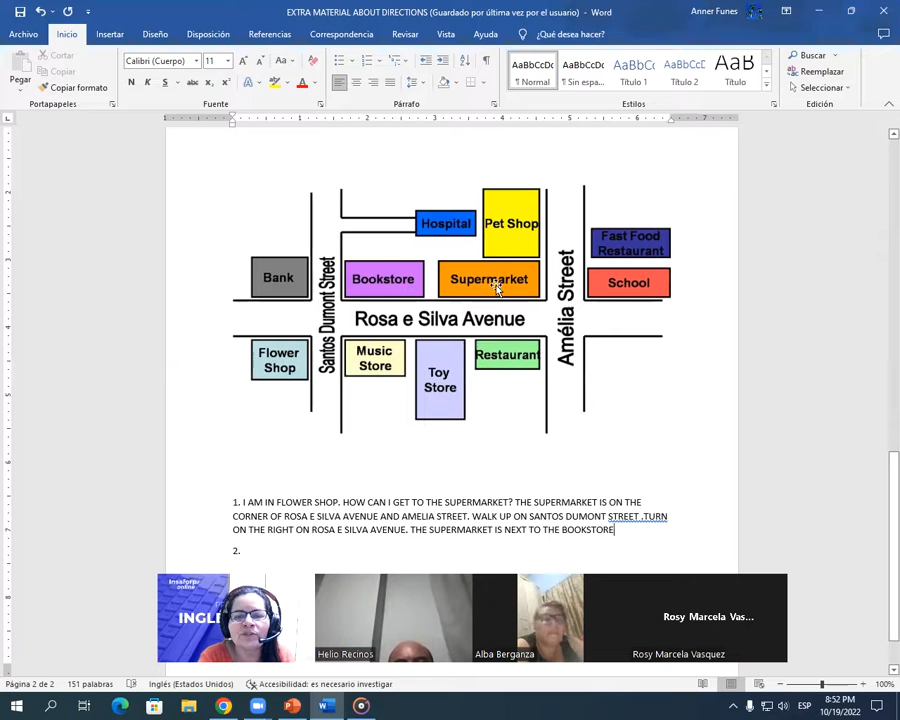 EXTRA MATERIAL ABOUT DIRECTIONS (Guardado por última vez por el usuario) - Word
Anner Funes
Archivo Inicio Insertar Diseño Disposición Referencias Correspondencia Revisar Vista Ayuda ¿Qué desea hacer?
Pegar
Cortar
Copiar
Copiar formato
Portapapeles
Calibri (Cuerpo) 11
N K S
Fuente
Párrafo
AaBbCcDc AaBbCcDc AaBbCc AaBbCcD AaB
¶ Normal ¶ Sin espa... Título 1 Título 2 Título
Estilos
Buscar
Reemplazar
Seleccionar
Edición
Hospital
Pet Shop
Fast Food
Restaurant
Bank
Bookstore
Supermarket
School
Santos Dumont Street
Rosa e Silva Avenue
Amélia Street
Flower
Shop
Music
Store
Toy
Store
Restaurant
1. I AM IN FLOWER SHOP. HOW CAN I GET TO THE SUPERMARKET? THE SUPERMARKET IS ON THE
CORNER OF ROSA E SILVA AVENUE AND AMELIA STREET. WALK UP ON SANTOS DUMONT STREET .TURN
ON THE RIGHT ON ROSA E SILVA AVENUE. THE SUPERMARKET IS NEXT TO THE BOOKSTORE
2.
Insaforp
online
INGL
Helio Recinos
Alba Berganza
Rosy Marcela Vas...
Rosy Marcela Vasquez
Página 2 de 2 151 palabras Inglés (Estados Unidos) Accesibilidad: es necesario investigar 100%
ESP
8:52 PM
10/19/2022